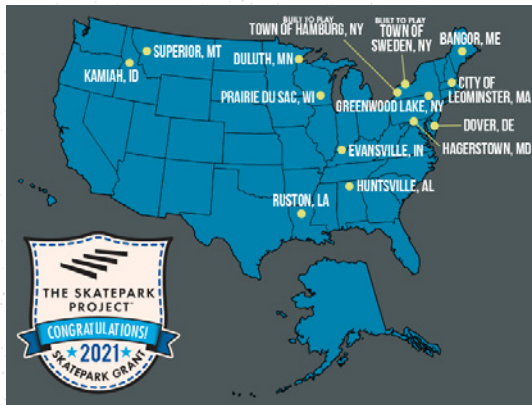 BUILT TO PLAY
TOWN OF HAMBURG, NY
BUILT TO PLAY
TOWN OF
SWEDEN, NY
BANGOR, ME
SUPERIOR, MT
DULUTH, MN
KAMIAH, ID
CITY OF
LEOMINSTER, MA
PRAIRIE DU SAC, WI
GREENWOOD LAKE, NY
DOVER, DE
HAGERSTOWN, MD
EVANSVILLE, IN
HUNTSVILLE, AL
RUSTON, LA
THE SKATEPARK
PROJECT
CONGRATULATIONS!
2021
SKATEPARK GRANT